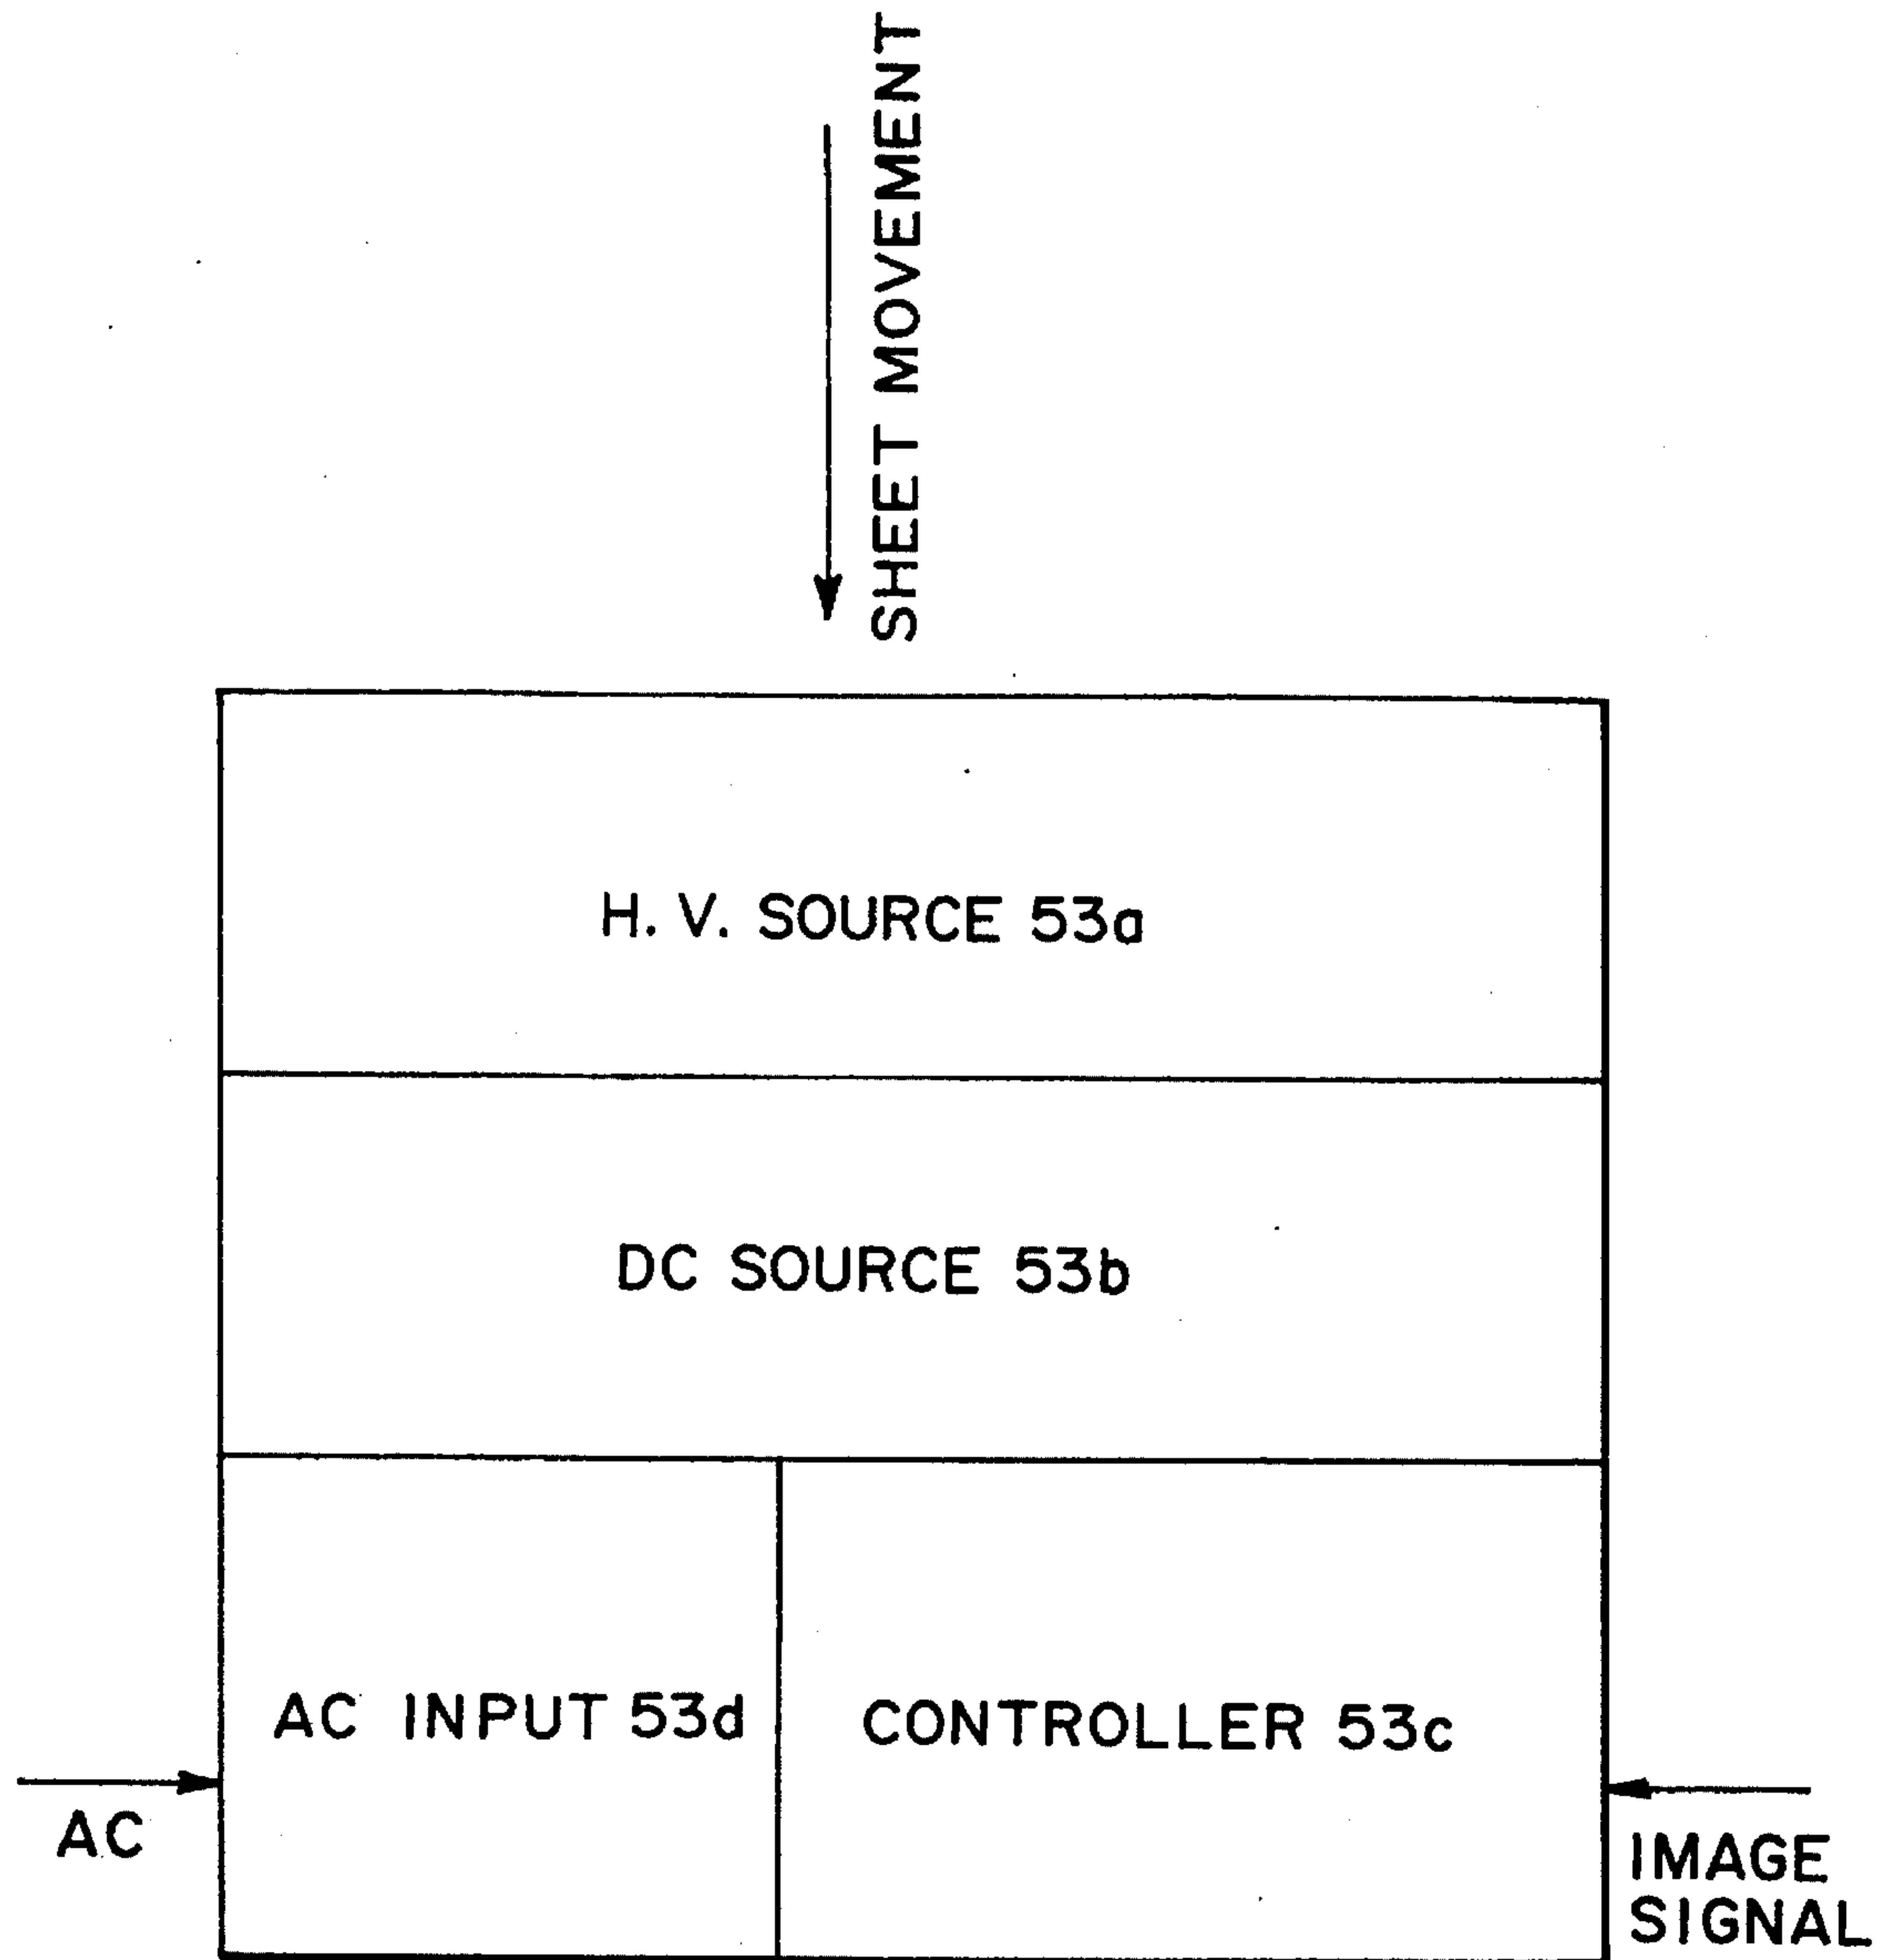 SHEET MOVEMENT
H. V. SOURCE 53a
DC SOURCE 53b
AC INPUT 53d
CONTROLLER 53c
AC
IMAGE
SIGNAL